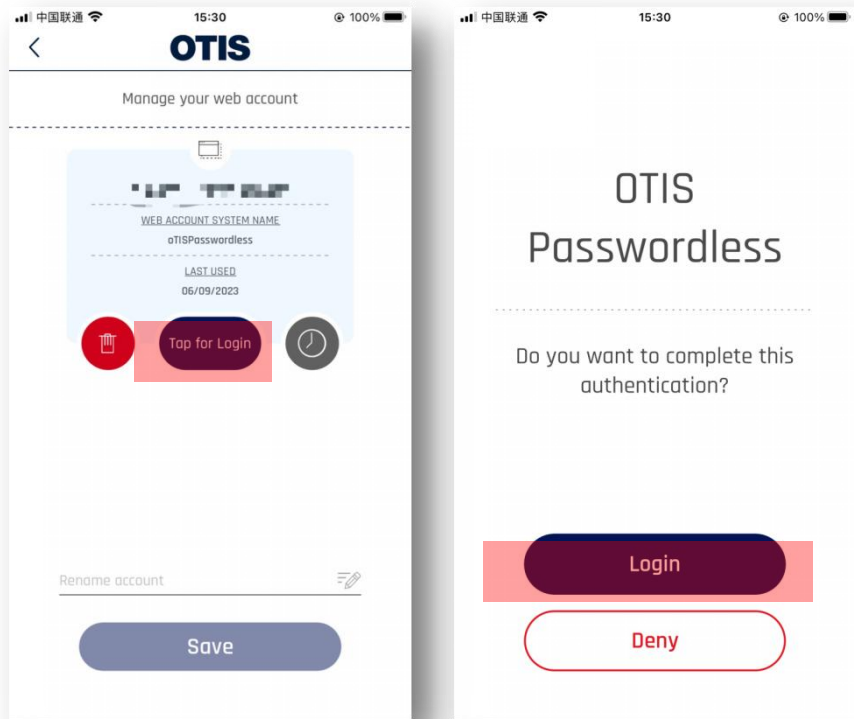 中国联通
15:30
100%
OTIS
Manage your web account
WEB ACCOUNT SYSTEM NAME
oTISPasswordless
LAST USED
06/09/2023
Tap for Login
Rename account
Save
中国联通
15:30
100%
OTIS
Passwordless
Do you want to complete this
authentication?
Login
Deny